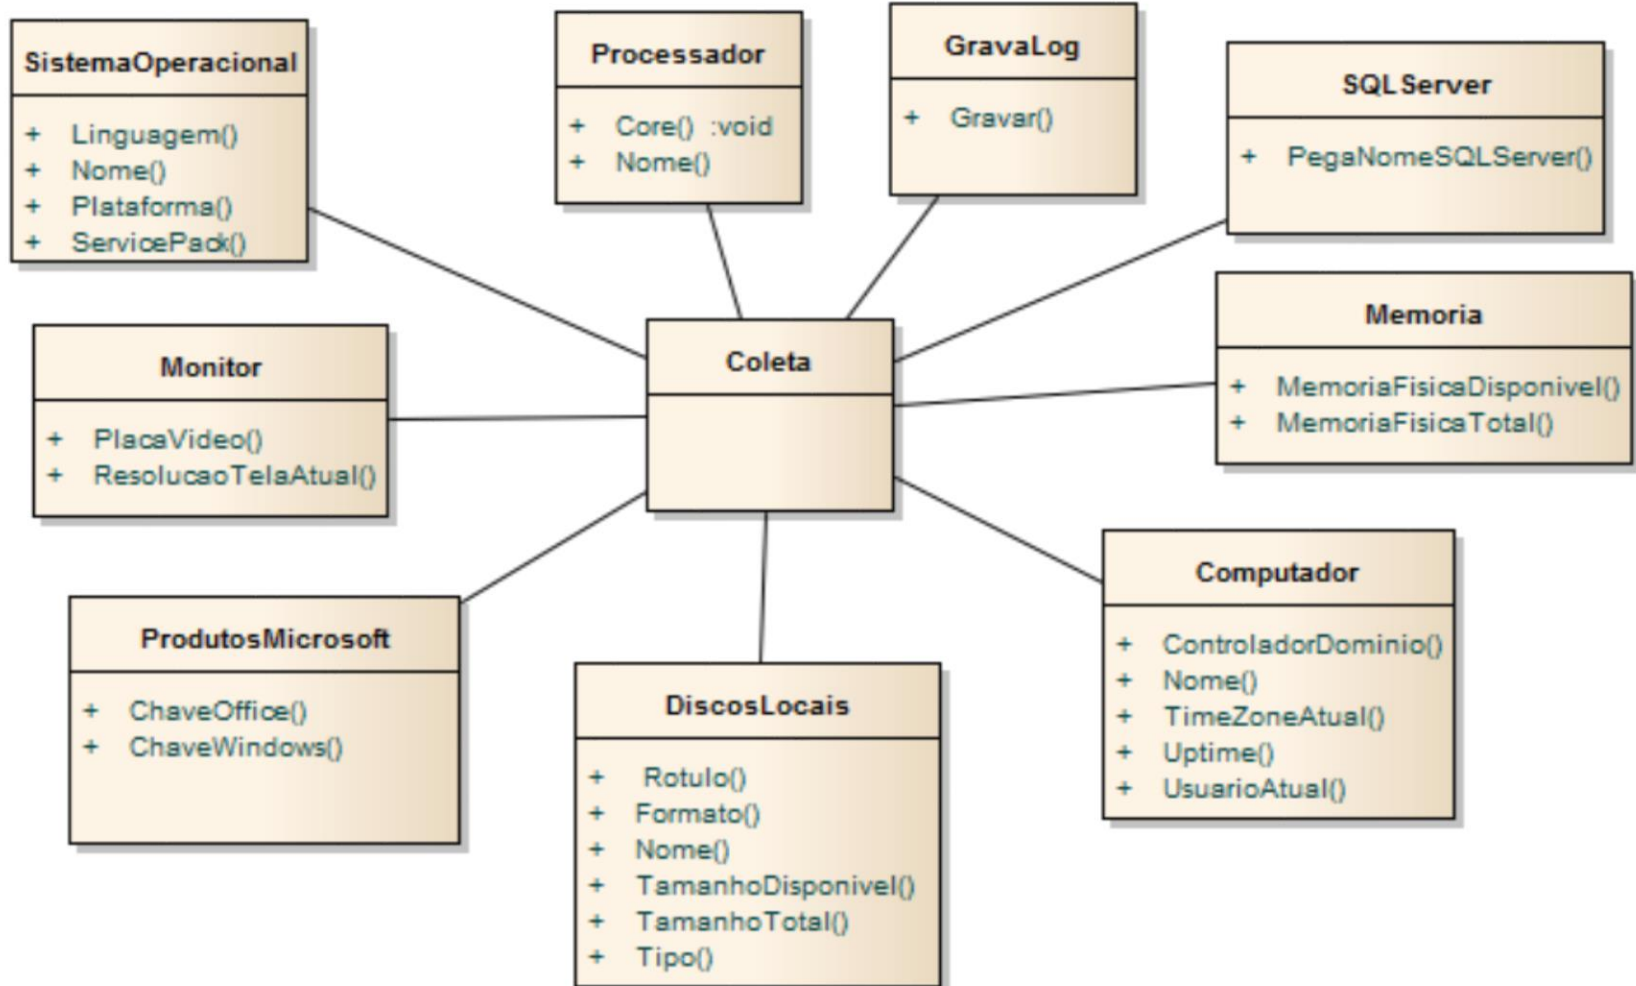 SistemaOperacional
+ Linguagem()
+ Nome()
+ Plataforma()
+ ServicePack()
Processador
+ Core() :void
+ Nome()
GravaLog
+ Gravar()
SQLServer
+ PegaNomeSQLServer()
Monitor
+ PlacaVideo()
+ ResolucaoTelaAtual()
Coleta
Memoria
+ MemoriaFisicaDisponivel()
+ MemoriaFisicaTotal()
ProdutosMicrosoft
+ ChaveOffice()
+ ChaveWindows()
DiscosLocais
+ Rotulo()
+ Formato()
+ Nome()
+ TamanhoDisponivel()
+ TamanhoTotal()
+ Tipo()
Computador
+ ControladorDominio()
+ Nome()
+ TimeZoneAtual()
+ Uptime()
+ UsuarioAtual()